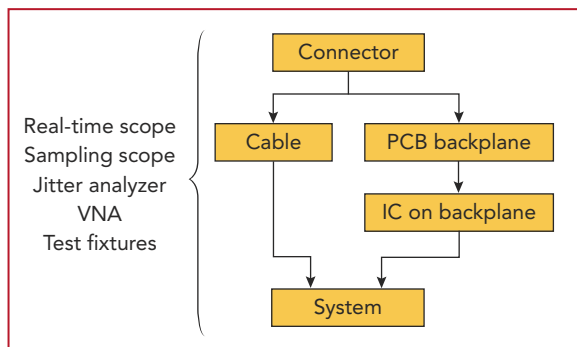 Real-time scope
Sampling scope
Jitter analyzer
VNA
Test fixtures
Connector
Cable
PCB backplane
IC on backplane
System